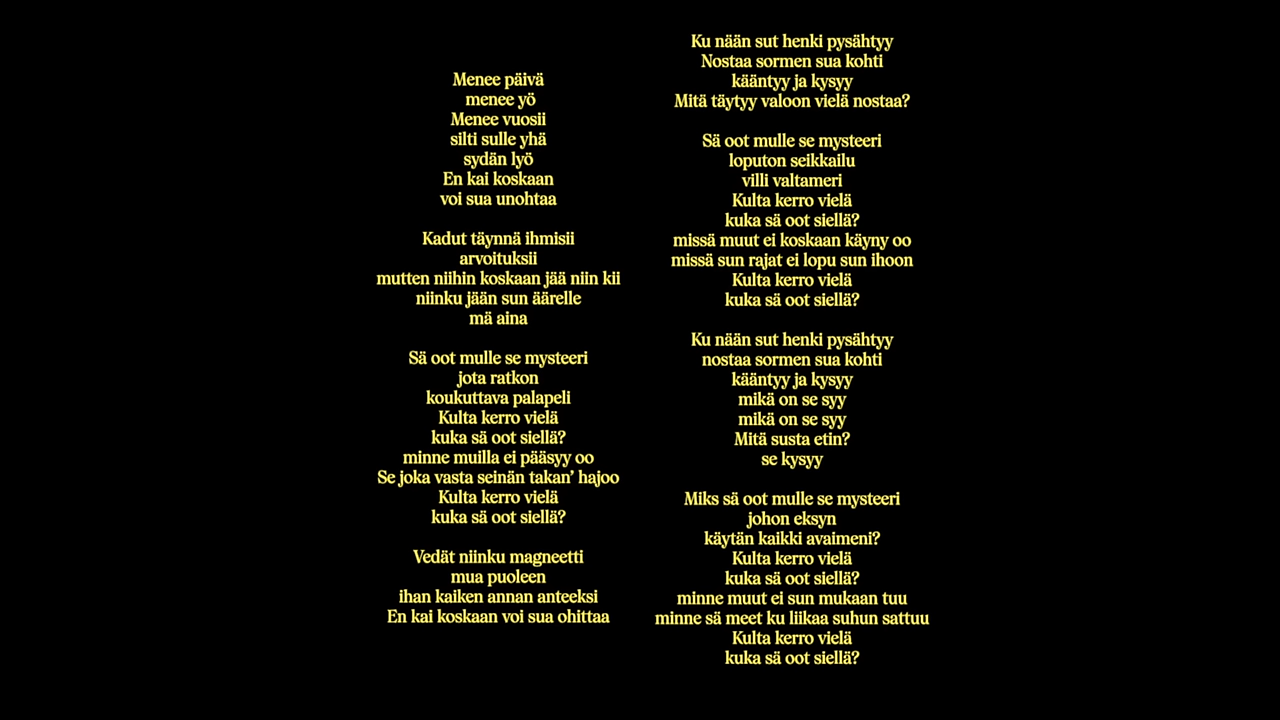 Menee päivä
menee yö
Menee vuosii
silti sulle yhä
sydän lyö
En kai koskaan
voi sua unohtaa
Kadut täynnä ihmisii
arvoituksii
mutten niihin koskaan jää niin kii
niinku jään sun äärelle
mä aina
Sä oot mulle se mysteeri
jota ratkon
koukuttava palapeli
Kulta kerro vielä
kuka sä oot siellä?
minne muilla ei pääsyy oo
Se joka vasta seinän takan’ hajoo
Kulta kerro vielä
kuka sä oot siellä?
Vedät niinku magneetti
mua puoleen
ihan kaiken annan anteeksi
En kai koskaan voi sua ohittaa
Ku nään sut henki pysähtyy
Nostaa sormen sua kohti
kääntyy ja kysyy
Mitä täytyy valoon vielä nostaa?
Sä oot mulle se mysteeri
loputon seikkailu
villi valtameri
Kulta kerro vielä
kuka sä oot siellä?
missä muut ei koskaan käyny oo
missä sun rajat ei lopu sun ihoon
Kulta kerro vielä
kuka sä oot siellä?
Ku nään sut henki pysähtyy
nostaa sormen sua kohti
kääntyy ja kysyy
mikä on se syy
mikä on se syy
Mitä susta etin?
se kysyy
Miks sä oot mulle se mysteeri
johon eksyn
käytän kaikki avaimeni?
Kulta kerro vielä
kuka sä oot siellä?
minne muut ei sun mukaan tuu
minne sä meet ku liikaa suhun sattuu
Kulta kerro vielä
kuka sä oot siellä?